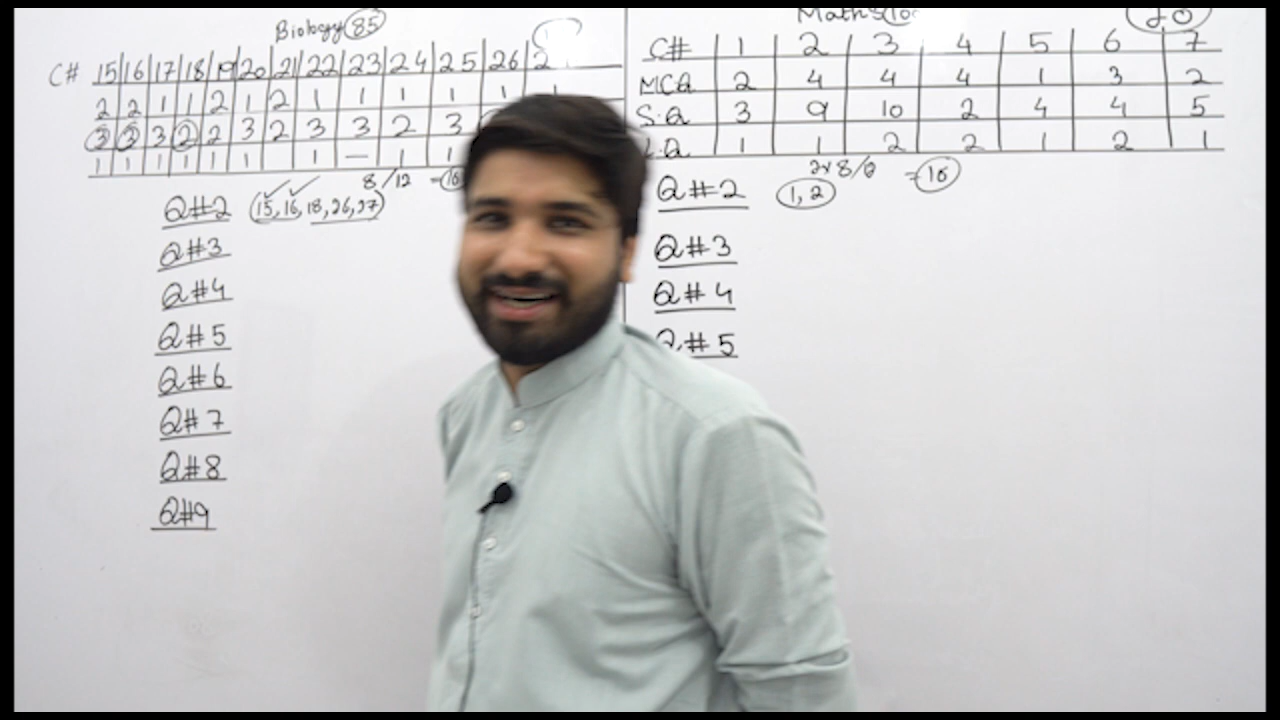 Biology 85
C# 15 16 17 18 19 20 21 22 23 24 25 26 2
2 2 1 1 2 1 2 1 1 1 1 1 1
3 3 3 2 2 3 2 3 3 2 3
1 1 1 1 1 1 1 — 1 1
8/12 =16
Q#2 15, 16, 18, 26, 27
Q#3
Q#4
Q#5
Q#6
Q#7
Q#8
Q#9
Maths
C# 1 2 3 4 5 6 7
MCQ 2 4 4 4 1 3 2
S.Q 3 9 10 2 4 4 5
L.Q 1 1 2 2 1 2 1
=16
Q#2 1, 2
Q#3
Q#4
Q#5